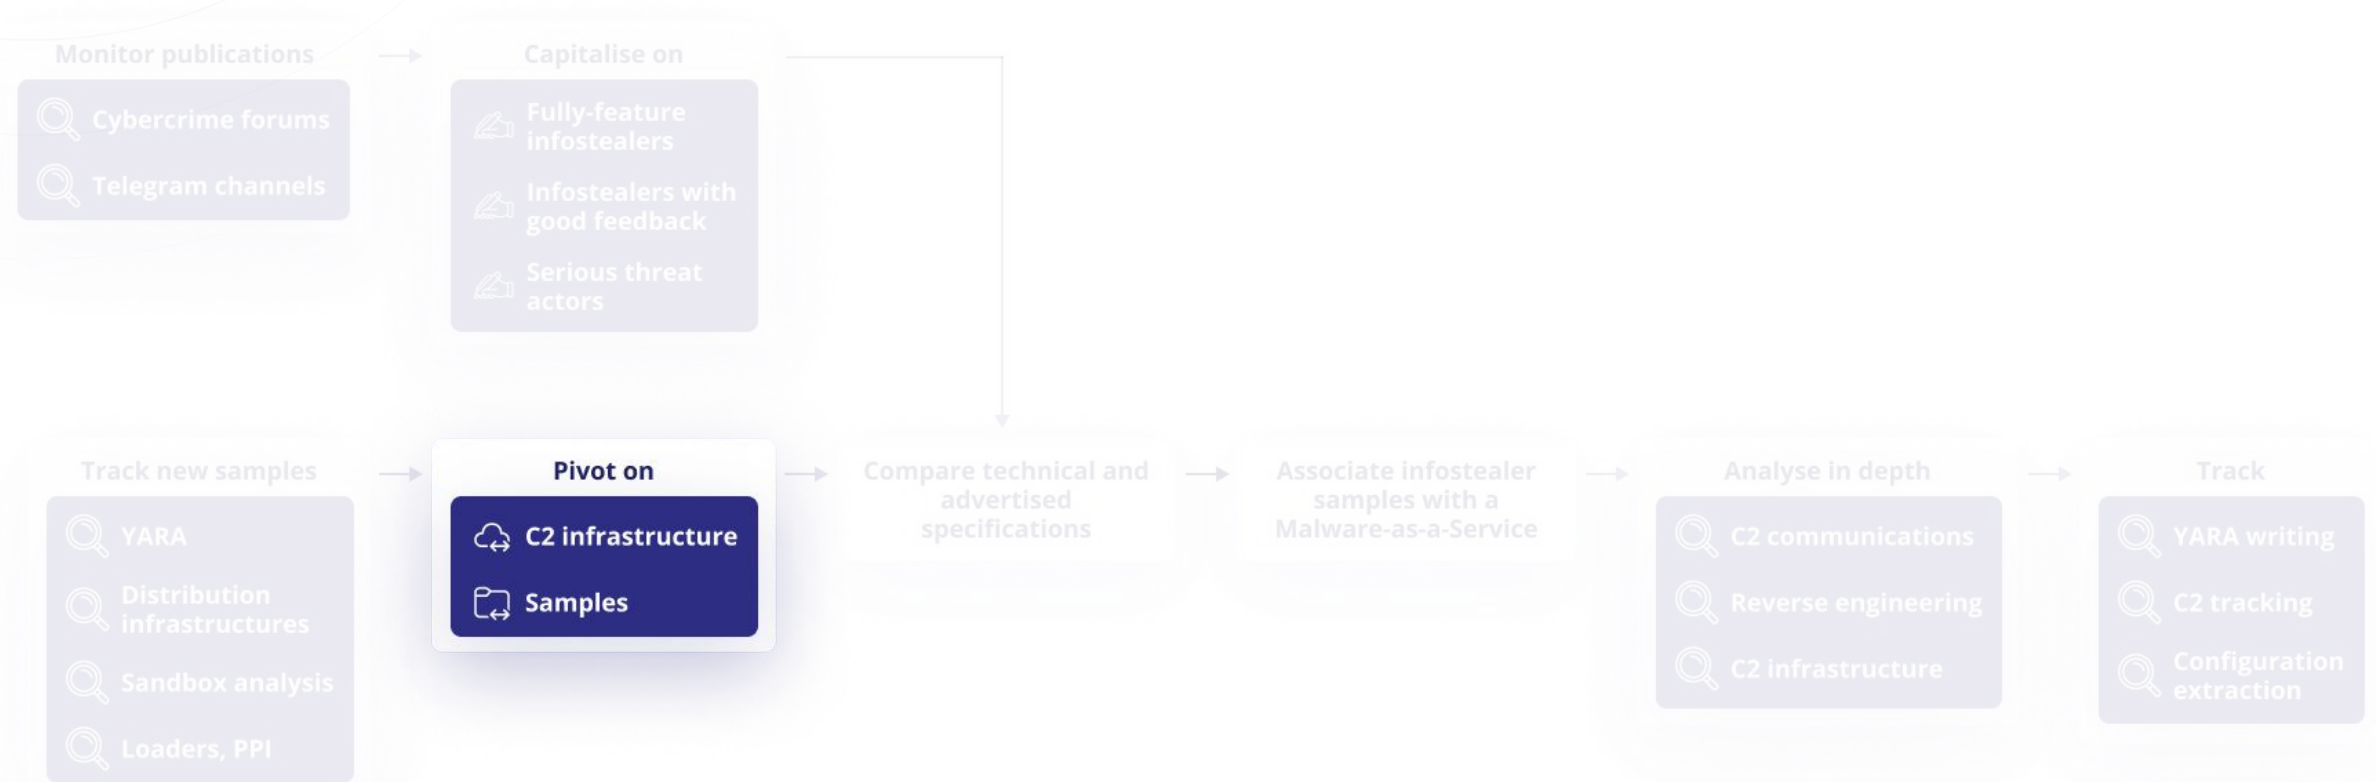 Monitor publications
Cybercrime forums
Telegram channels
Capitalise on
Fully-feature
infostealers
Infostealers with
good feedback
Serious threat
actors
Track new samples
YARA
Distribution
infrastructures
Sandbox analysis
Loaders, PPI
Pivot on
C2 infrastructure
Samples
Compare technical and
advertised
specifications
Associate infostealer
samples with a
Malware-as-a-Service
Analyse in depth
C2 communications
Reverse engineering
C2 infrastructure
Track
YARA writing
C2 tracking
Configuration
extraction